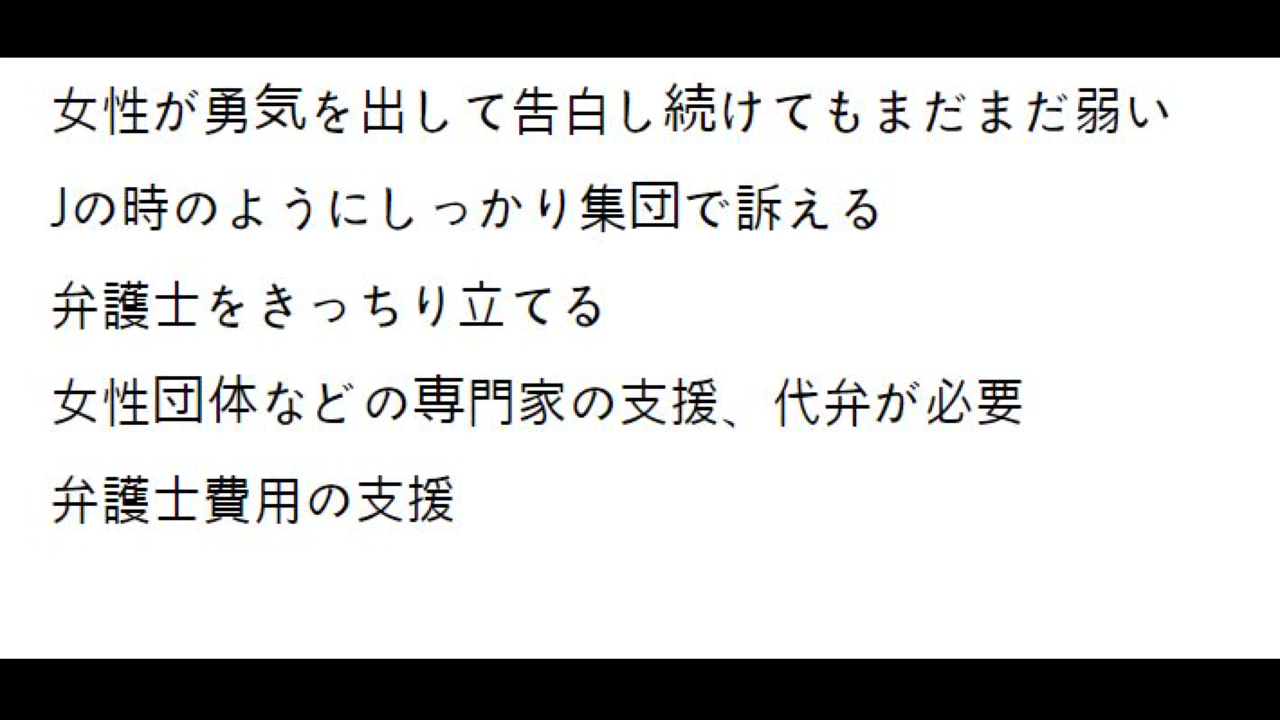 女性が勇気を出して告白し続けてもまだまだ弱い
Jの時のようにしっかり集団で訴える
弁護士をきっちり立てる
女性団体などの専門家の支援、代弁が必要
弁護士費用の支援